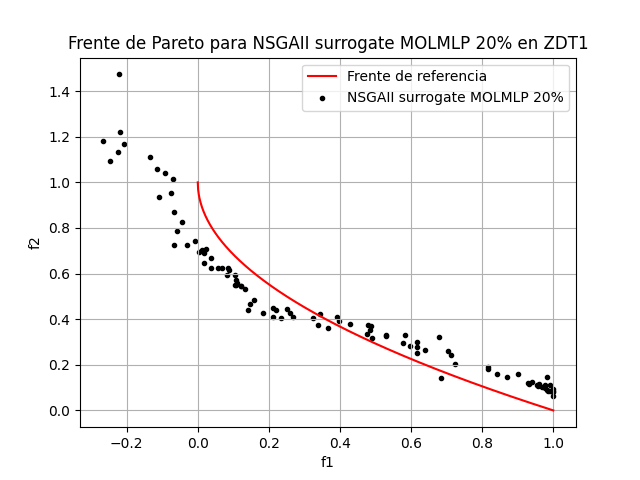 Frente de Pareto para NSGAII surrogate MOLMLP 20% en ZDT1
Frente de referencia
NSGAII surrogate MOLMLP 20%
f2
1.4
1.2
1.0
0.8
0.6
0.4
0.2
0.0
−0.2 0.0 0.2 0.4 0.6 0.8 1.0
f1